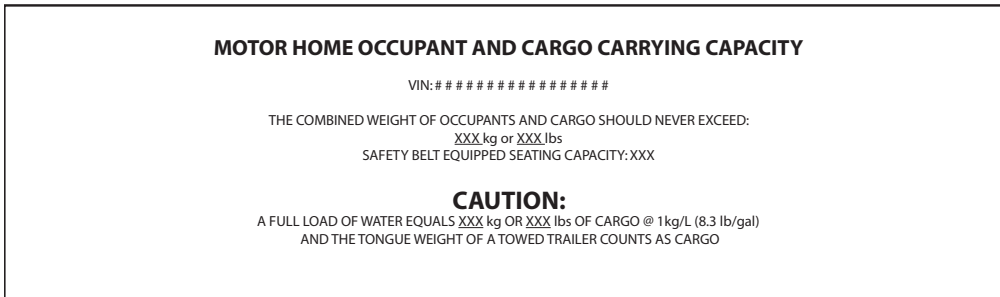 MOTOR HOME OCCUPANT AND CARGO CARRYING CAPACITY
VIN: # # # # # # # # # # # # # # # # #
THE COMBINED WEIGHT OF OCCUPANTS AND CARGO SHOULD NEVER EXCEED:
XXX kg or XXX lbs
SAFETY BELT EQUIPPED SEATING CAPACITY: XXX
CAUTION:
A FULL LOAD OF WATER EQUALS XXX kg OR XXX lbs OF CARGO @ 1kg/L (8.3 lb/gal)
AND THE TONGUE WEIGHT OF A TOWED TRAILER COUNTS AS CARGO